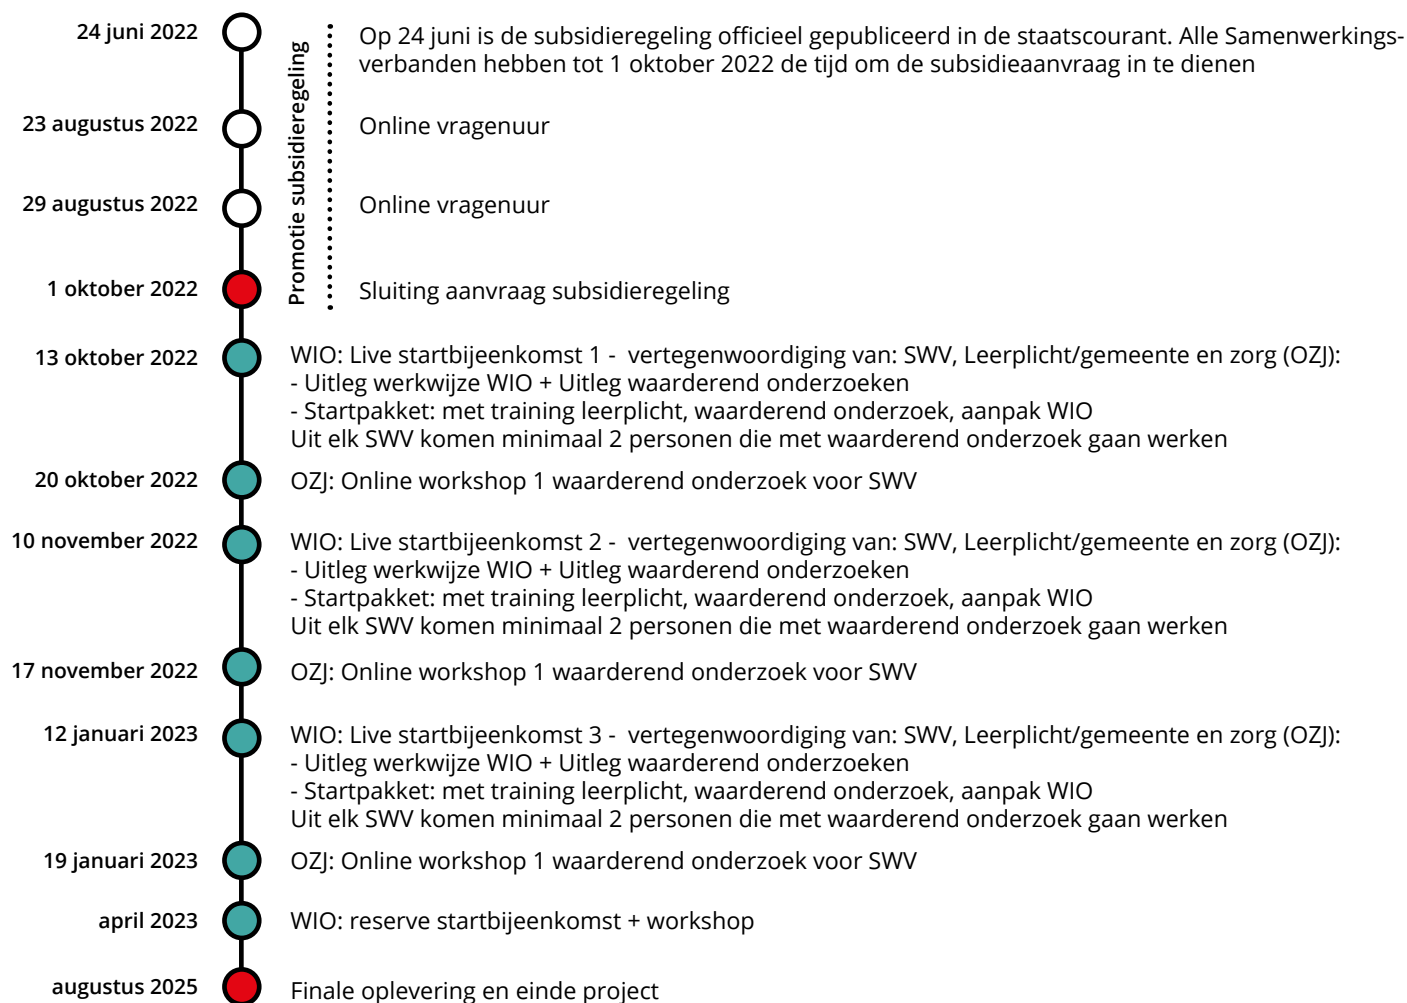 24 juni 2022
Op 24 juni is de subsidieregeling officieel gepubliceerd in de staatscourant. Alle Samenwerkings-
verbanden hebben tot 1 oktober 2022 de tijd om de subsidieaanvraag in te dienen
Promotie subsidieregeling
23 augustus 2022
Online vragenuur
29 augustus 2022
Online vragenuur
1 oktober 2022
Sluiting aanvraag subsidieregeling
13 oktober 2022
WIO: Live startbijeenkomst 1 - vertegenwoordiging van: SWV, Leerplicht/gemeente en zorg (OZJ):
- Uitleg werkwijze WIO + Uitleg waarderend onderzoeken
- Startpakket: met training leerplicht, waarderend onderzoek, aanpak WIO
Uit elk SWV komen minimaal 2 personen die met waarderend onderzoek gaan werken
20 oktober 2022
OZJ: Online workshop 1 waarderend onderzoek voor SWV
10 november 2022
WIO: Live startbijeenkomst 2 - vertegenwoordiging van: SWV, Leerplicht/gemeente en zorg (OZJ):
- Uitleg werkwijze WIO + Uitleg waarderend onderzoeken
- Startpakket: met training leerplicht, waarderend onderzoek, aanpak WIO
Uit elk SWV komen minimaal 2 personen die met waarderend onderzoek gaan werken
17 november 2022
OZJ: Online workshop 1 waarderend onderzoek voor SWV
12 januari 2023
WIO: Live startbijeenkomst 3 - vertegenwoordiging van: SWV, Leerplicht/gemeente en zorg (OZJ):
- Uitleg werkwijze WIO + Uitleg waarderend onderzoeken
- Startpakket: met training leerplicht, waarderend onderzoek, aanpak WIO
Uit elk SWV komen minimaal 2 personen die met waarderend onderzoek gaan werken
19 januari 2023
OZJ: Online workshop 1 waarderend onderzoek voor SWV
april 2023
WIO: reserve startbijeenkomst + workshop
augustus 2025
Finale oplevering en einde project